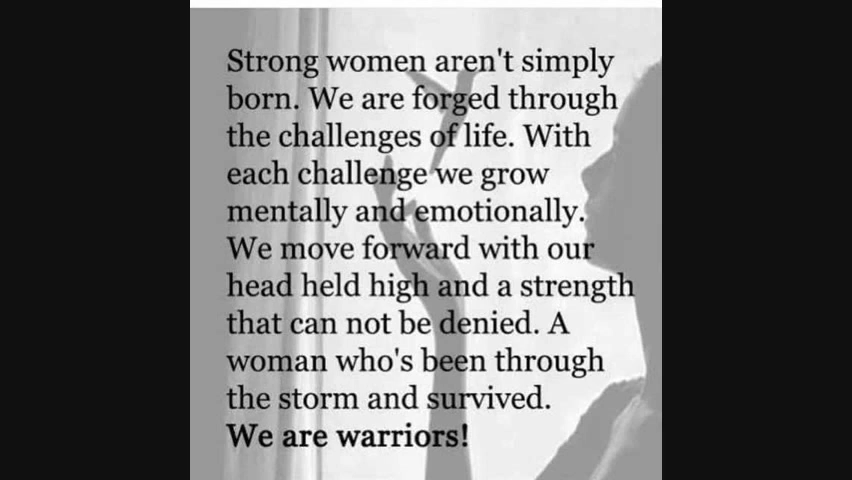 Strong women aren't simply
born. We are forged through
the challenges of life. With
each challenge we grow
mentally and emotionally.
We move forward with our
head held high and a strength
that can not be denied. A
woman who's been through
the storm and survived.
We are warriors!